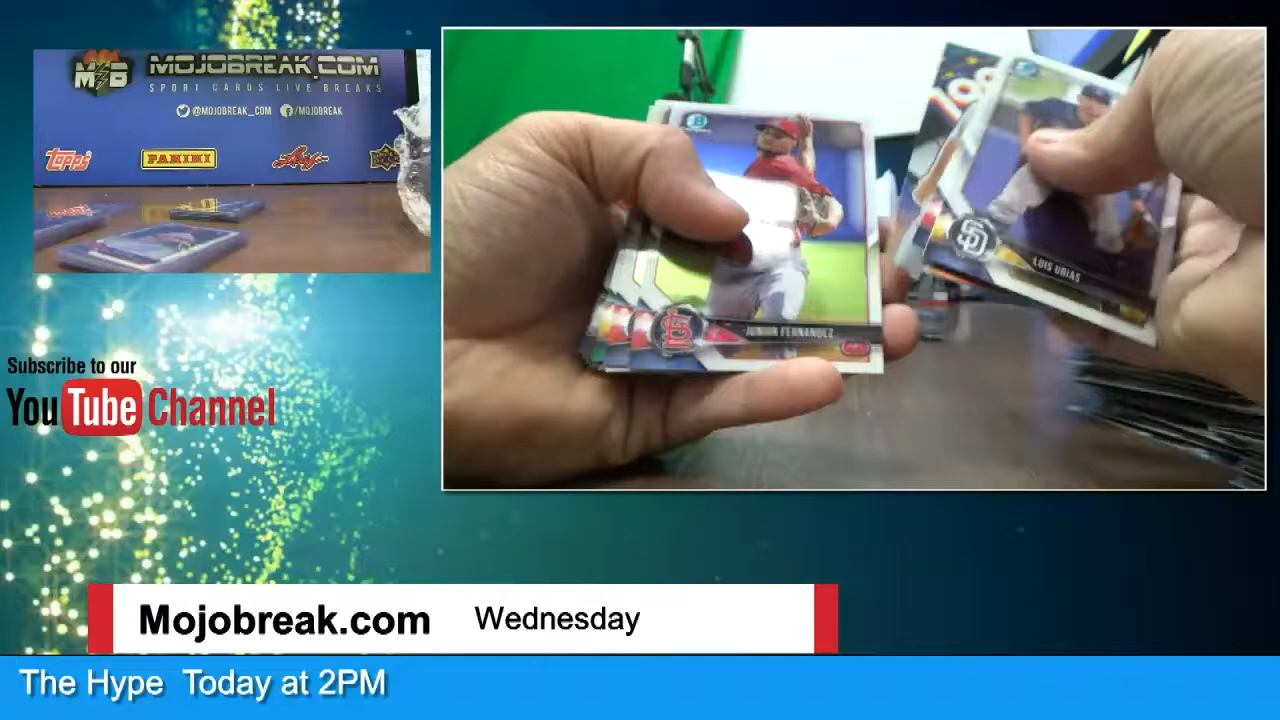 MOJOBREAK.COM
SPORT CARDS LIVE BREAKS
@MOJOBREAK_COM /MOJOBREAK
topps PANINI Leaf
LUIS URIAS
JUNIOR FERNANDEZ
Subscribe to our
YouTube Channel
Mojobreak.com Wednesday
The Hype Today at 2PM